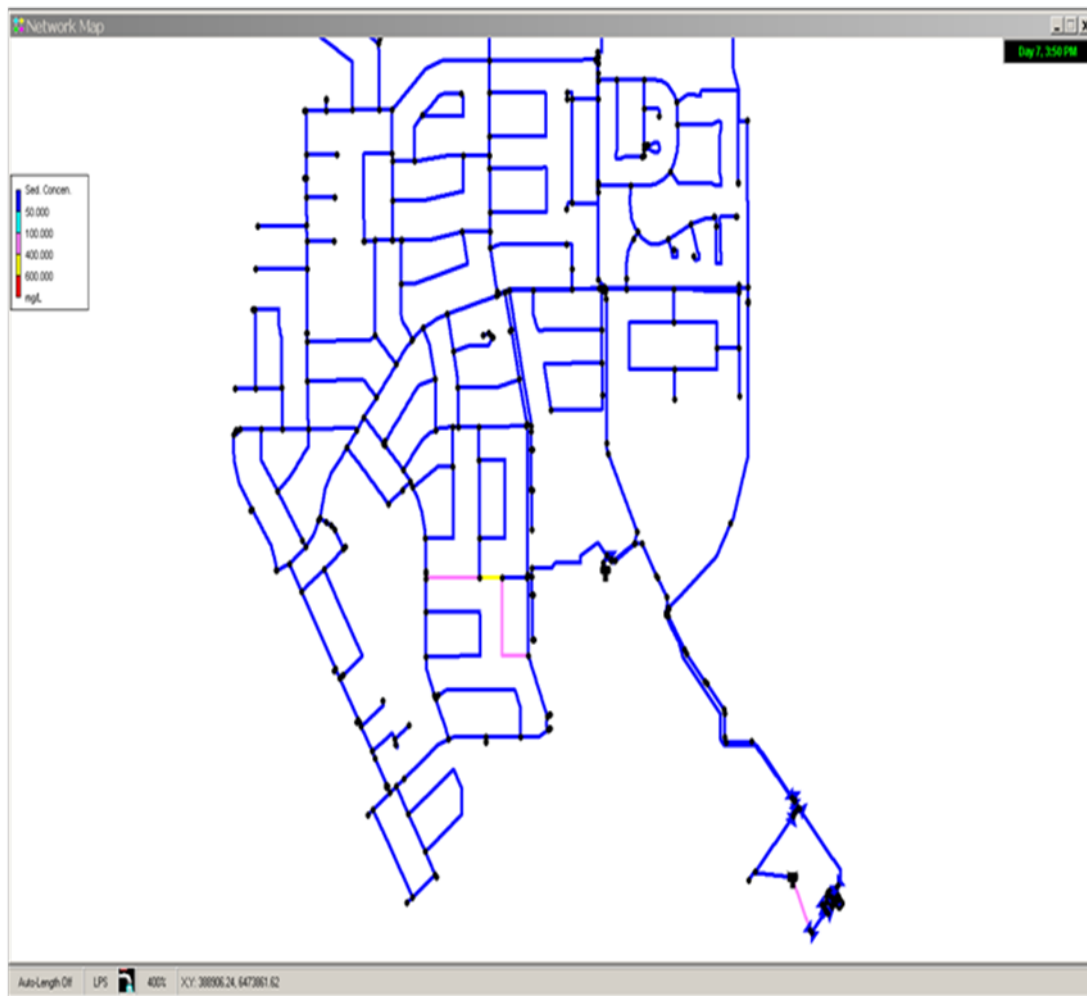 Network Map
Day 7, 3:50 PM
Sed. Concen.
50.000
100.000
400.000
600.000
mg/L
Auto-Length Off LPS 400% X,Y: 388906.24, 6473861.62